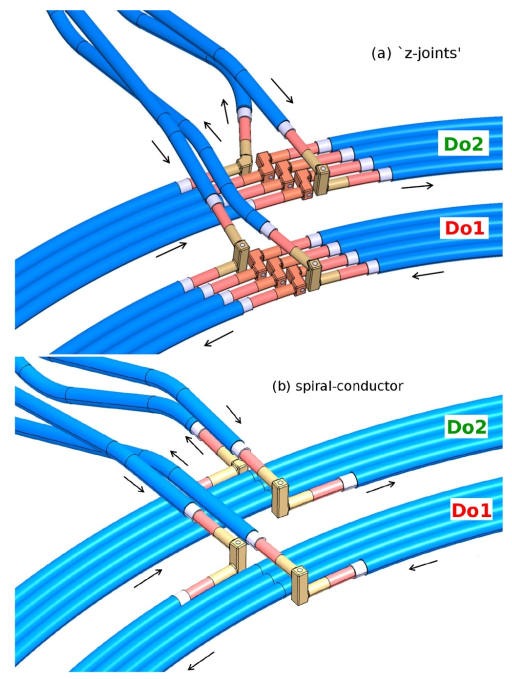 (a) `z-joints'
Do2
Do1
(b) spiral-conductor
Do2
Do1